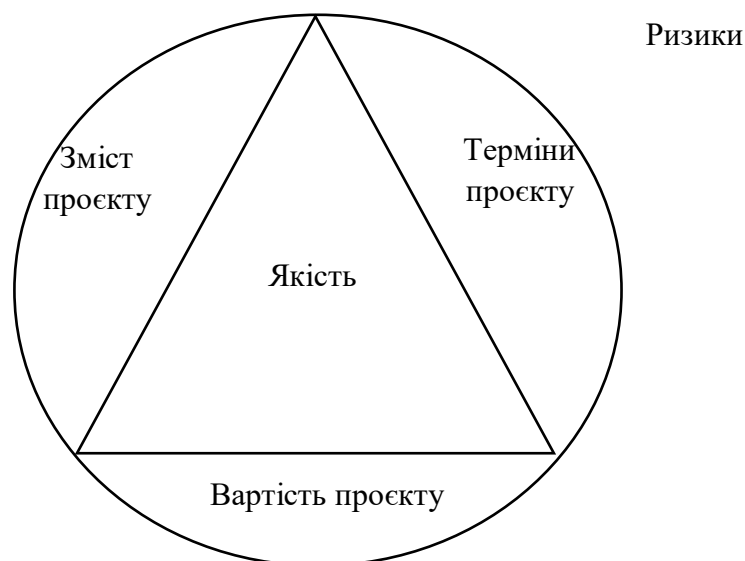 Ризики
Зміст
проєкту
Терміни
проєкту
Якість
Вартість проєкту